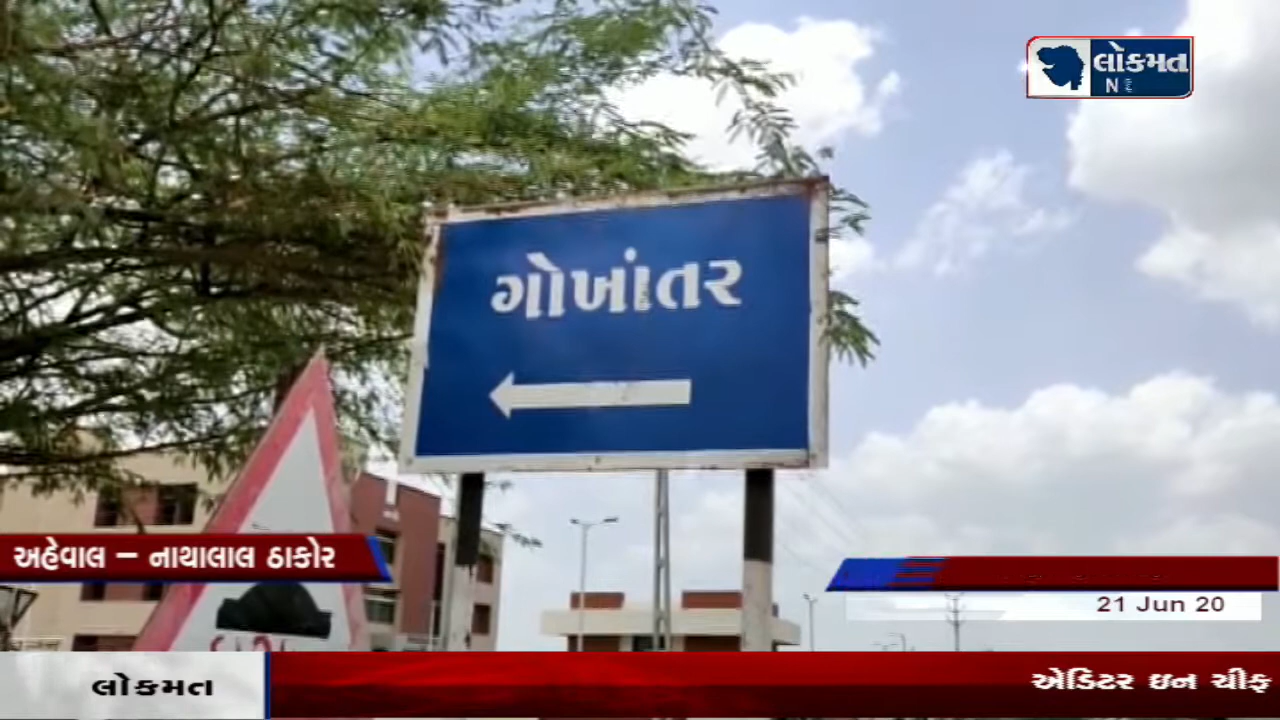 લોકમત
N
ગોખાંતર
અહેવાલ – નાથાલાલ ઠાકોર
21 Jun 20
લોકમત
એડિટર ઇન ચીફ